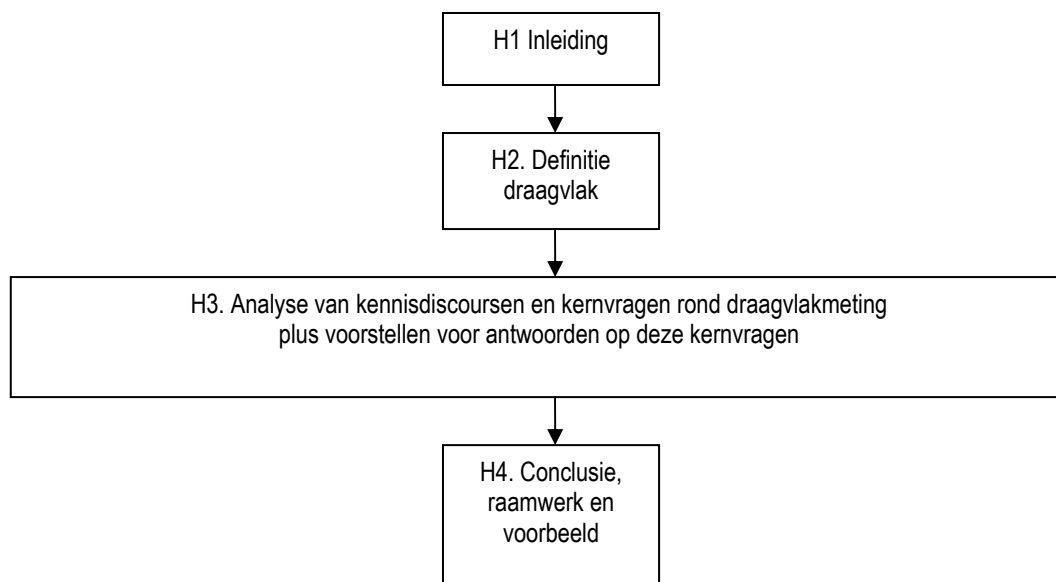 H1 Inleiding
H2. Definitie
draagvlak
H3. Analyse van kennisdiscoursen en kernvragen rond draagvlakmeting
plus voorstellen voor antwoorden op deze kernvragen
H4. Conclusie,
raamwerk en
voorbeeld